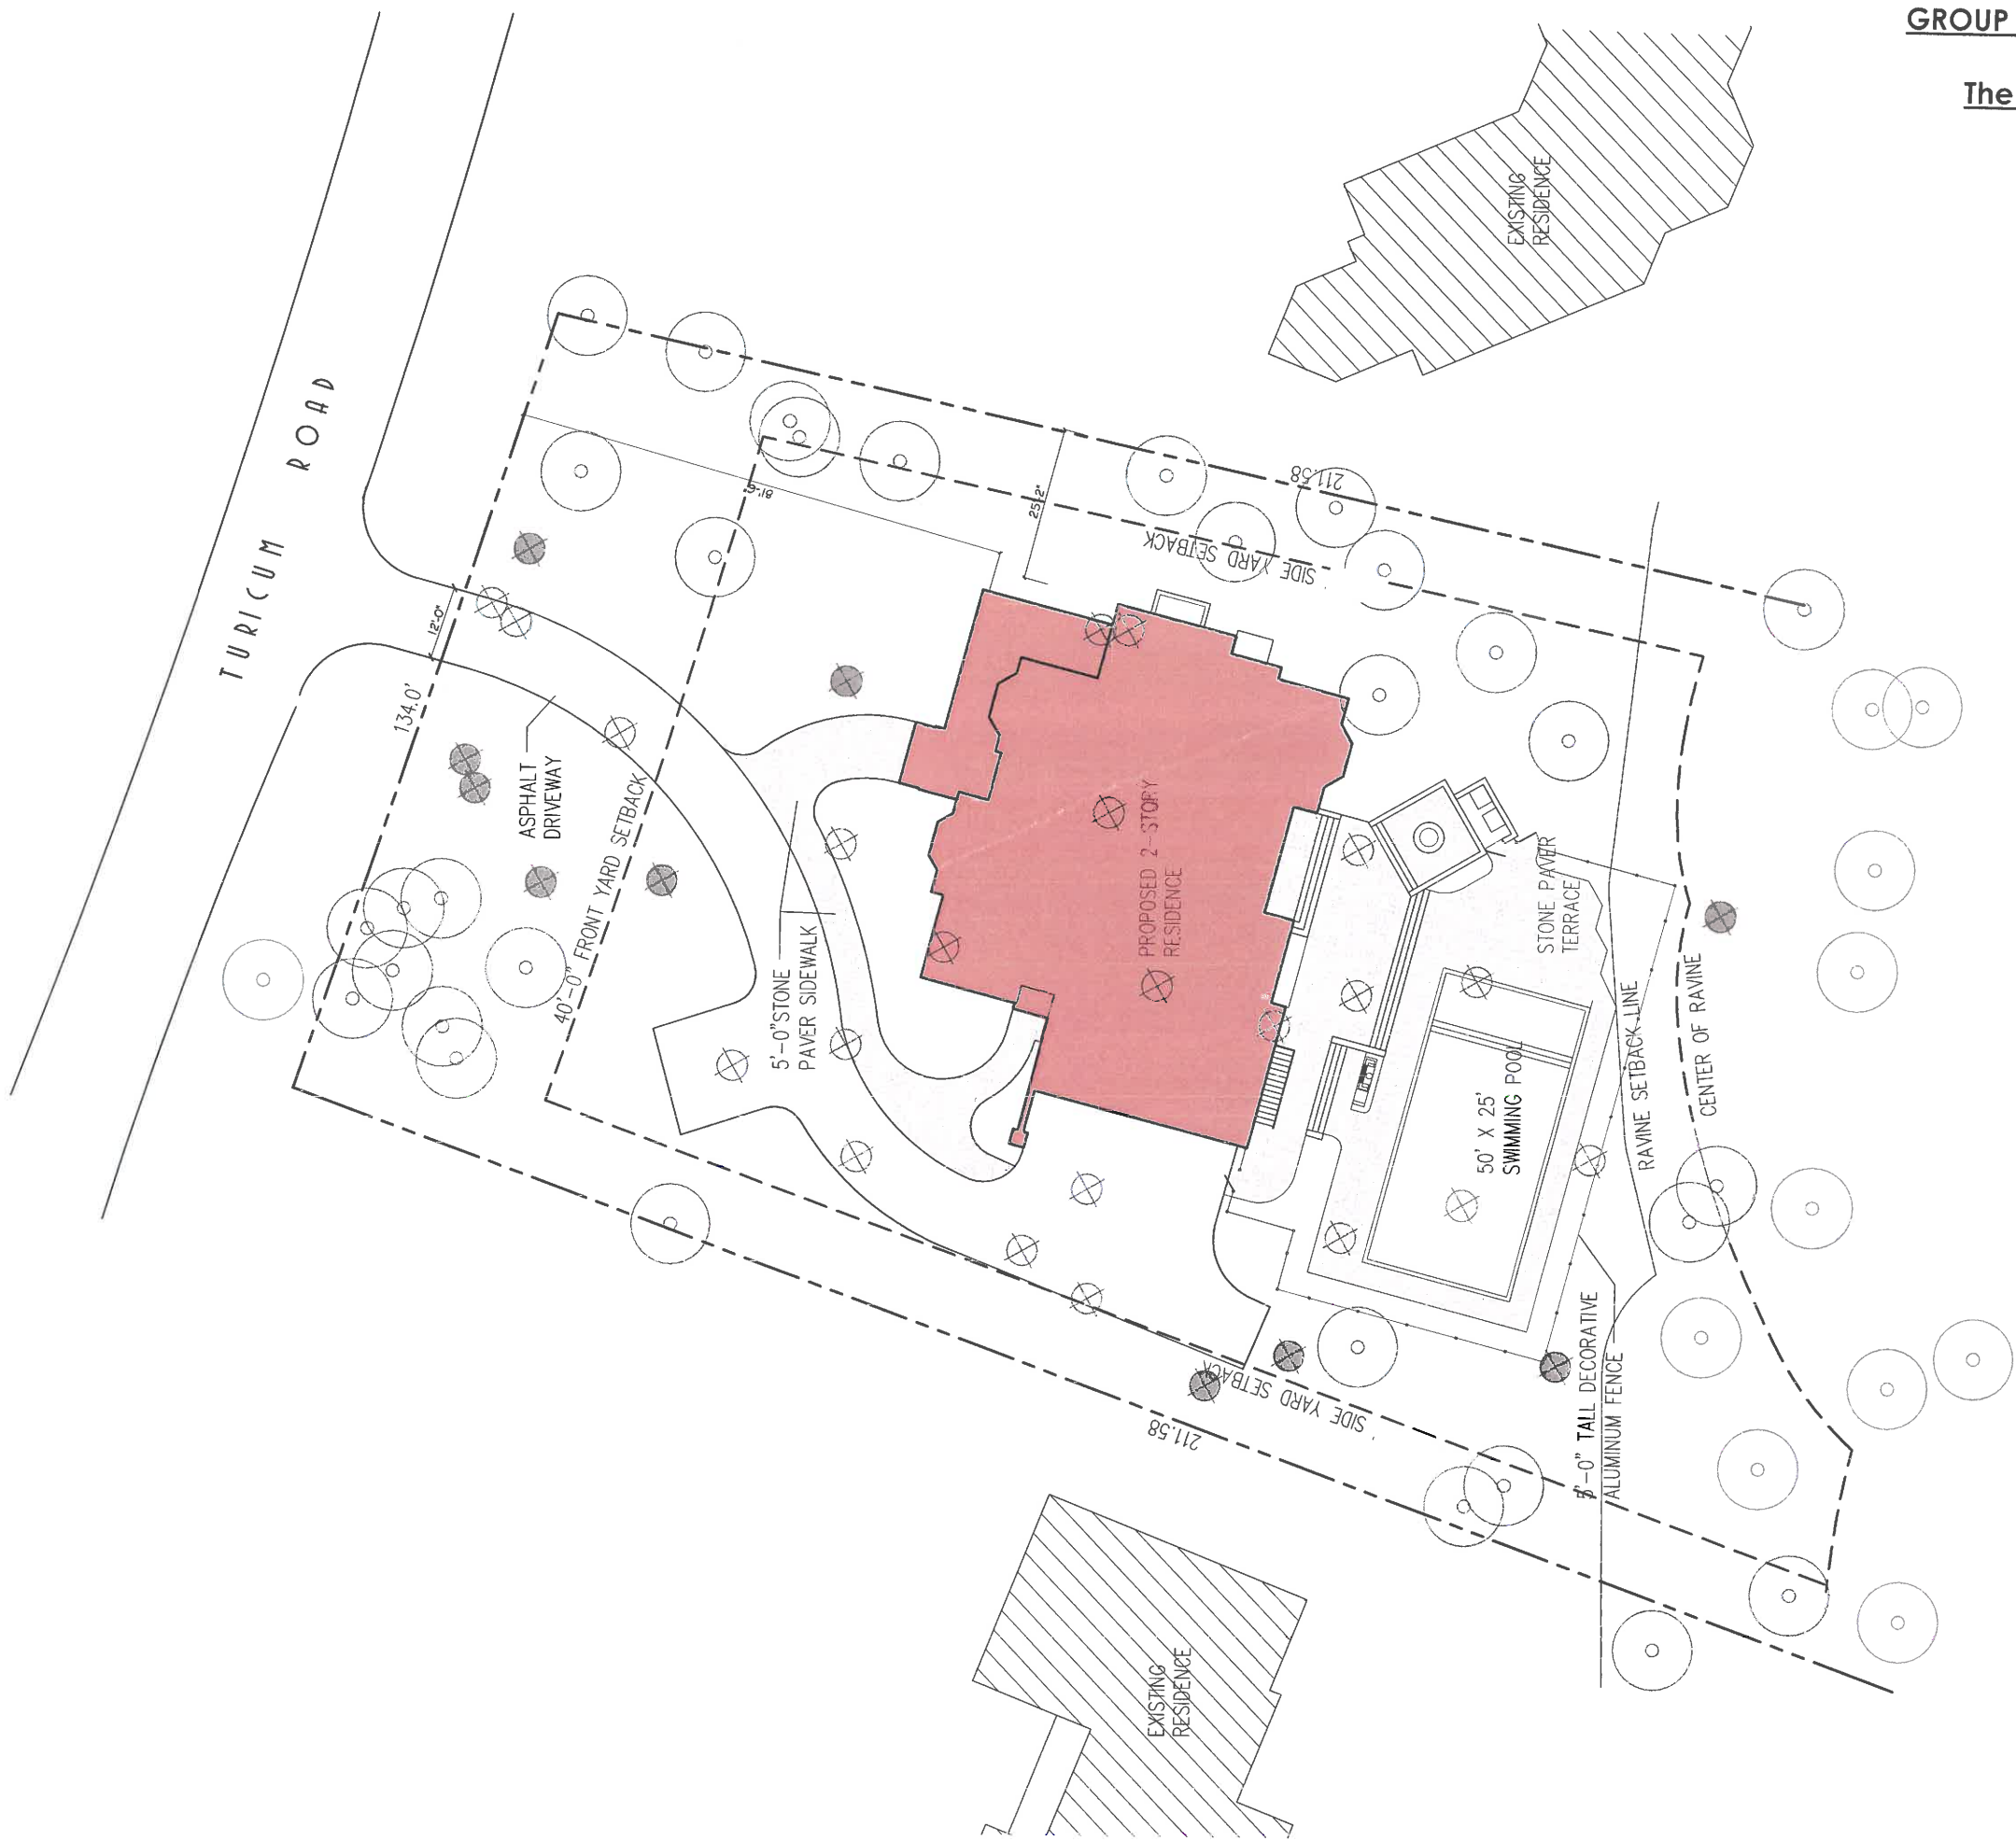 GROUP
The
TURICUM ROAD
EXISTING
RESIDENCE
12'-0"
134.0'
81'-6"
25'-2"
211.58
SIDE YARD SETBACK
ASPHALT
DRIVEWAY
40'-0" FRONT YARD SETBACK
5'-0"STONE
PAVER SIDEWALK
PROPOSED 2-STORY
RESIDENCE
STONE PAVER
TERRACE
50' X 25'
SWIMMING POOL
RAVINE SETBACK LINE
CENTER OF RAVINE
5'-0" TALL DECORATIVE
ALUMINUM FENCE
SIDE YARD SETBACK
211.58
EXISTING
RESIDENCE